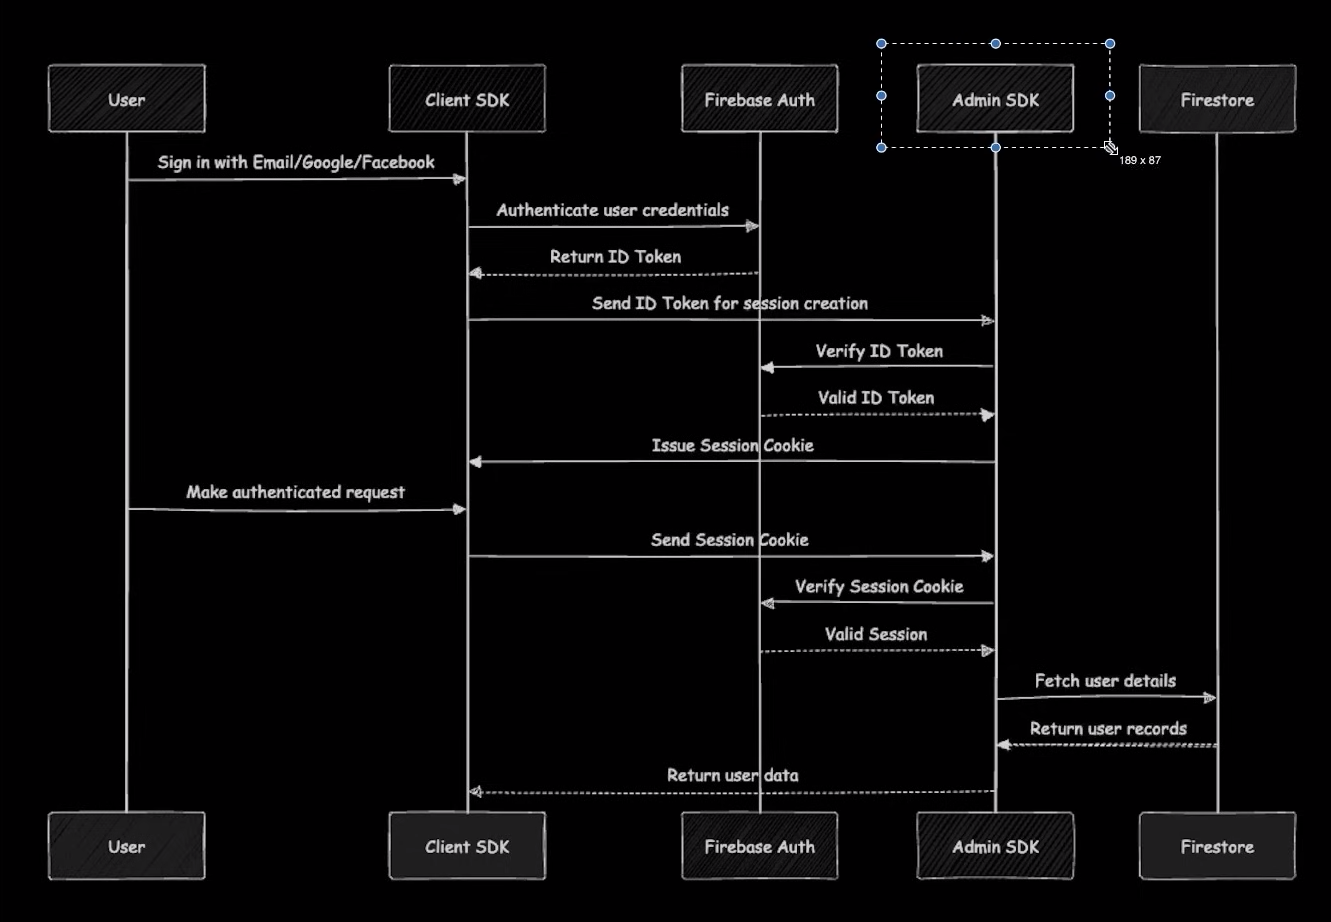 User
Client SDK
Firebase Auth
Admin SDK
Firestore
189 x 87
Sign in with Email/Google/Facebook
Authenticate user credentials
Return ID Token
Send ID Token for session creation
Verify ID Token
Valid ID Token
Issue Session Cookie
Make authenticated request
Send Session Cookie
Verify Session Cookie
Valid Session
Fetch user details
Return user records
Return user data
User
Client SDK
Firebase Auth
Admin SDK
Firestore